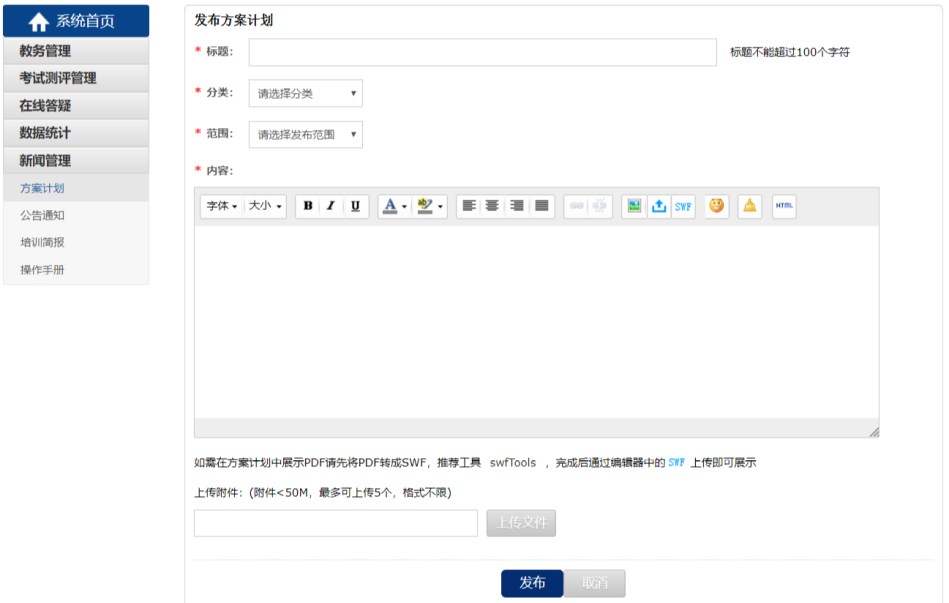 系统首页
教务管理
考试测评管理
在线答疑
数据统计
新闻管理
方案计划
公告通知
培训简报
操作手册
发布方案计划
* 标题： 标题不能超过100个字符
* 分类： 请选择分类
* 范围： 请选择发布范围
* 内容：
字体 大小 B I U A ab SWF HTML
如需在方案计划中展示PDF请先将PDF转成SWF，推荐工具 swfTools ，完成后通过编辑器中的 SWF 上传即可展示
上传附件：(附件<50M，最多可上传5个，格式不限)
上传文件
发布 取消